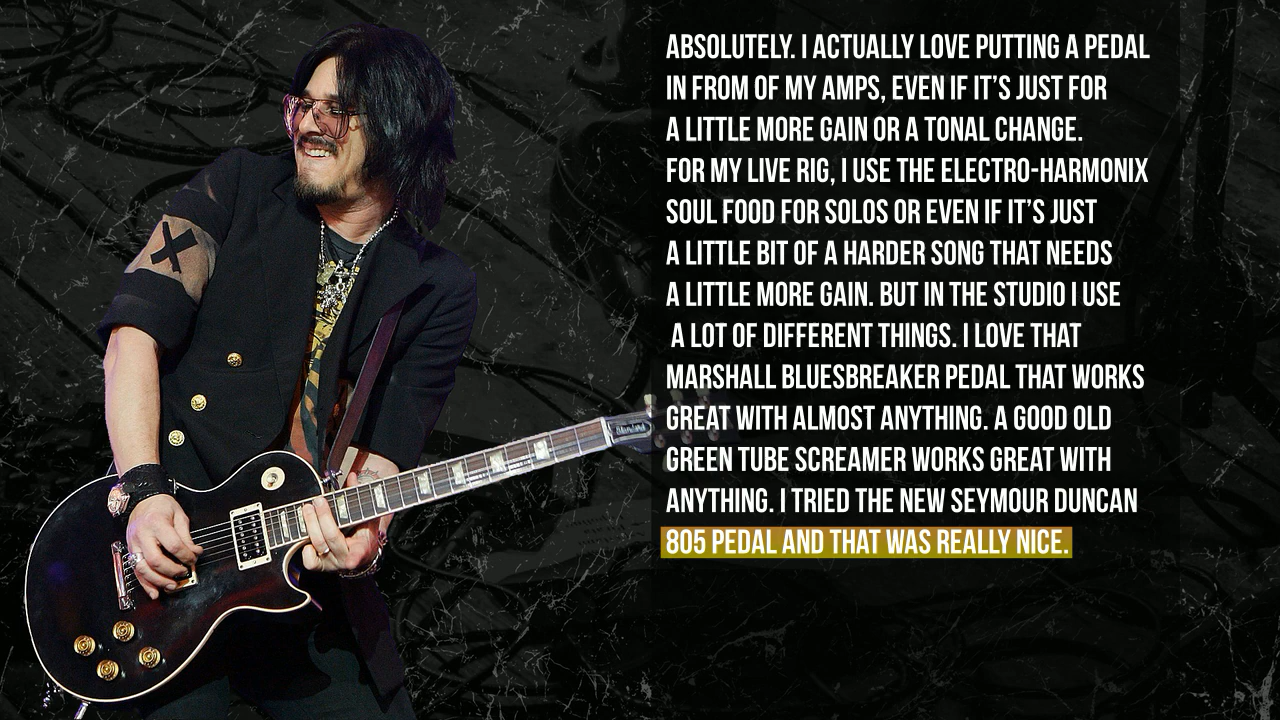 ABSOLUTELY. I ACTUALLY LOVE PUTTING A PEDAL
IN FROM OF MY AMPS, EVEN IF IT'S JUST FOR
A LITTLE MORE GAIN OR A TONAL CHANGE.
FOR MY LIVE RIG, I USE THE ELECTRO-HARMONIX
SOUL FOOD FOR SOLOS OR EVEN IF IT'S JUST
A LITTLE BIT OF A HARDER SONG THAT NEEDS
A LITTLE MORE GAIN. BUT IN THE STUDIO I USE
A LOT OF DIFFERENT THINGS. I LOVE THAT
MARSHALL BLUESBREAKER PEDAL THAT WORKS
GREAT WITH ALMOST ANYTHING. A GOOD OLD
GREEN TUBE SCREAMER WORKS GREAT WITH
ANYTHING. I TRIED THE NEW SEYMOUR DUNCAN
805 PEDAL AND THAT WAS REALLY NICE.